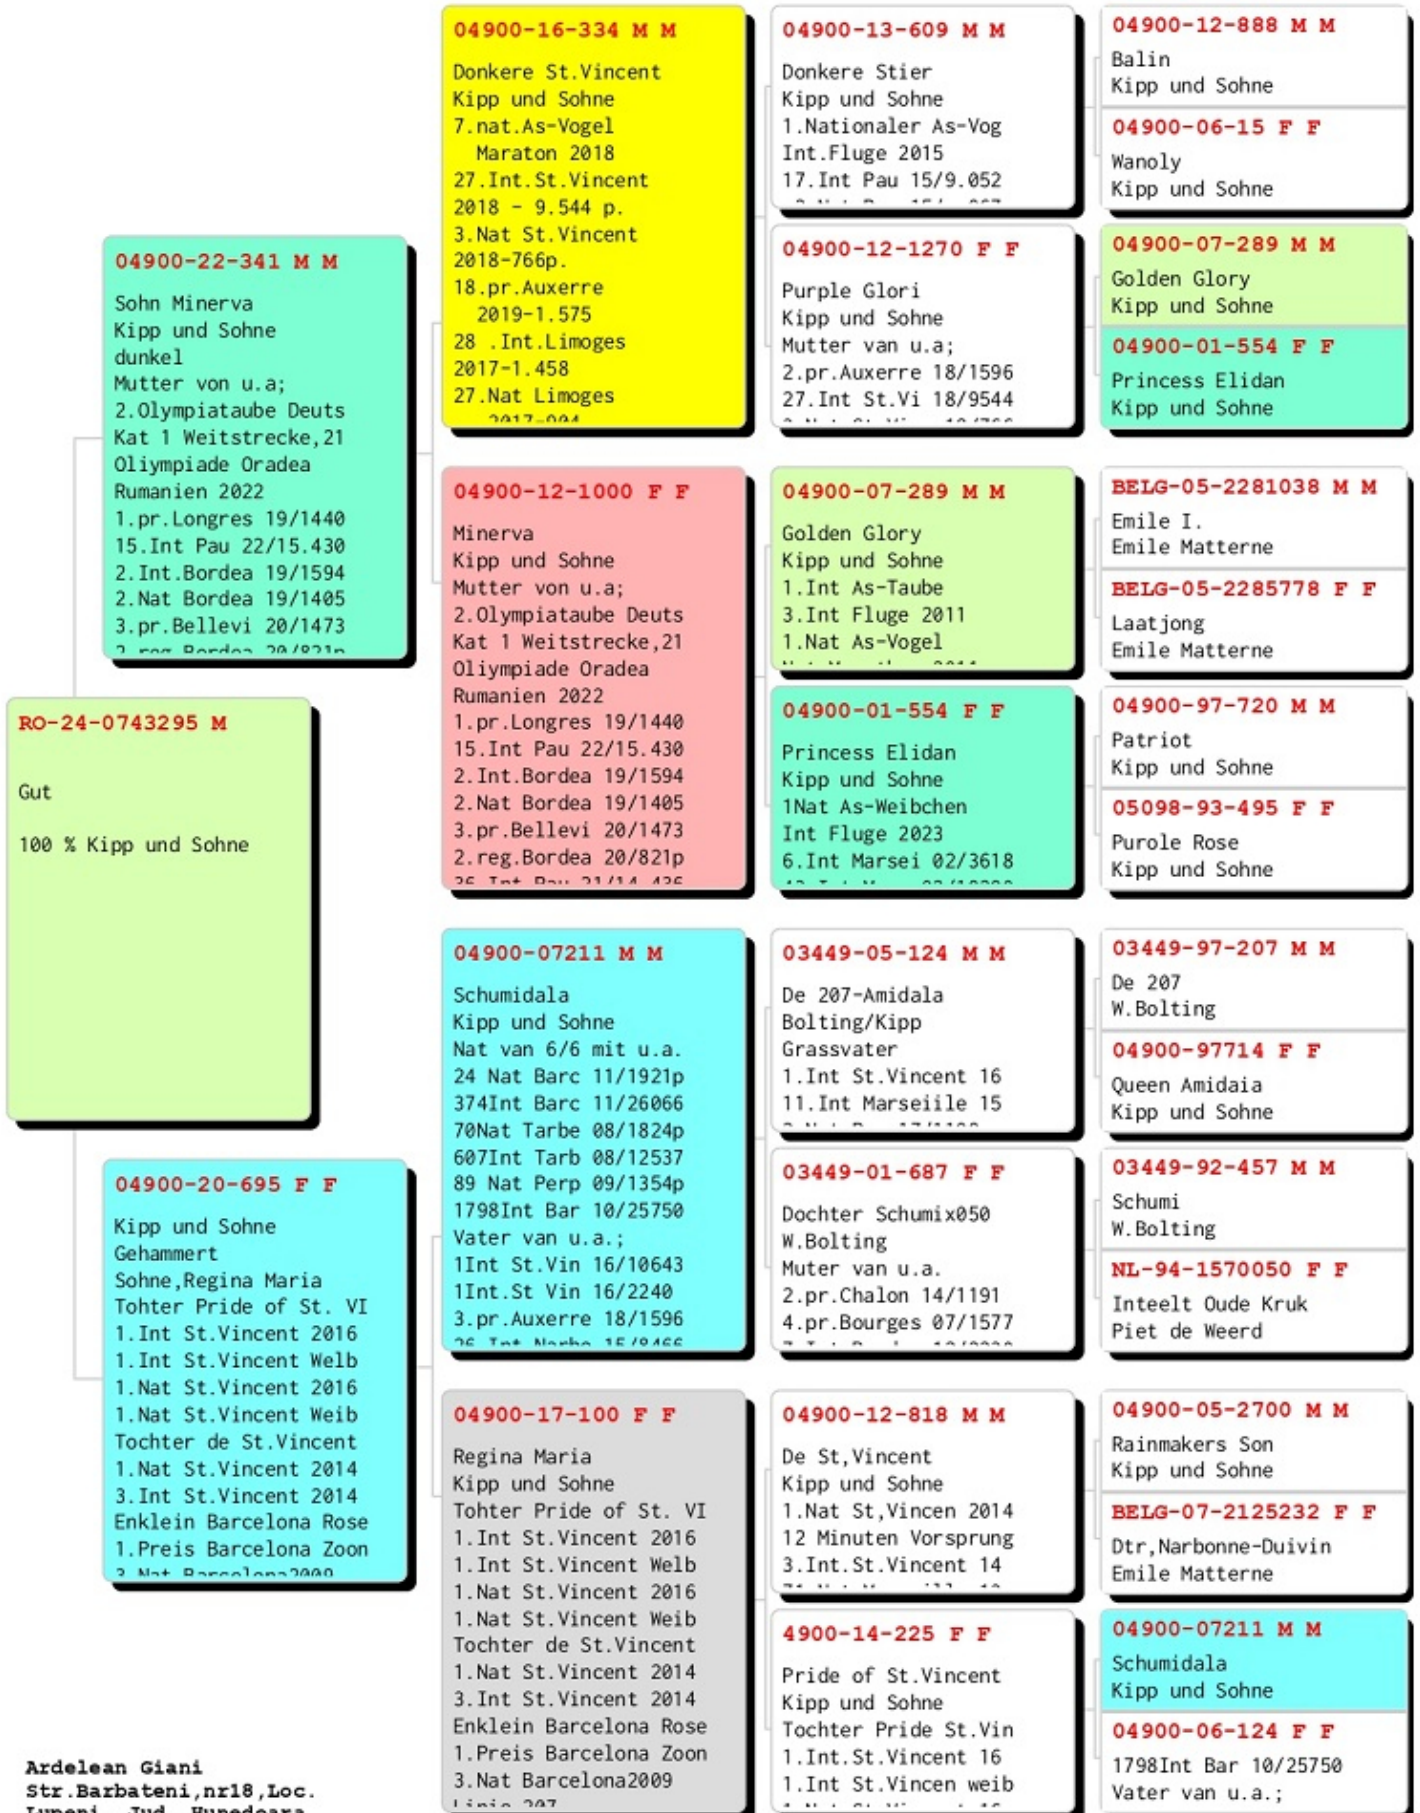 RO-24-0743295 M
Gut
100 % Kipp und Sohne
04900-22-341 M M
Sohn Minerva
Kipp und Sohne
dunkel
Mutter von u.a;
2.Olympiataube Deuts
Kat 1 Weitstrecke,21
Oliympiade Oradea
Rumanien 2022
1.pr.Longres 19/1440
15.Int Pau 22/15.430
2.Int.Bordea 19/1594
2.Nat Bordea 19/1405
3.pr.Bellevi 20/1473
2.reg.Bordea 20/821p
04900-20-695 F F
Kipp und Sohne
Gehammert
Sohne,Regina Maria
Tohter Pride of St. VI
1.Int St.Vincent 2016
1.Int St.Vincent Welb
1.Nat St.Vincent 2016
1.Nat St.Vincent Weib
Tochter de St.Vincent
1.Nat St.Vincent 2014
3.Int St.Vincent 2014
Enklein Barcelona Rose
1.Preis Barcelona Zoon
3.Nat Barcelona2009
04900-16-334 M M
Donkere St.Vincent
Kipp und Sohne
7.nat.As-Vogel
Maraton 2018
27.Int.St.Vincent
2018 - 9.544 p.
3.Nat St.Vincent
2018-766p.
18.pr.Auxerre
2019-1.575
28 .Int.Limoges
2017-1.458
27.Nat Limoges
2017-904
04900-12-1000 F F
Minerva
Kipp und Sohne
Mutter von u.a;
2.Olympiataube Deuts
Kat 1 Weitstrecke,21
Oliympiade Oradea
Rumanien 2022
1.pr.Longres 19/1440
15.Int Pau 22/15.430
2.Int.Bordea 19/1594
2.Nat Bordea 19/1405
3.pr.Bellevi 20/1473
2.reg.Bordea 20/821p
36 Int Pau 21/14.436
04900-07211 M M
Schumidala
Kipp und Sohne
Nat van 6/6 mit u.a.
24 Nat Barc 11/1921p
374Int Barc 11/26066
70Nat Tarbe 08/1824p
607Int Tarb 08/12537
89 Nat Perp 09/1354p
1798Int Bar 10/25750
Vater van u.a.;
1Int St.Vin 16/10643
1Int.St Vin 16/2240
3.pr.Auxerre 18/1596
26 Int Narbo 15/8466
04900-17-100 F F
Regina Maria
Kipp und Sohne
Tohter Pride of St. VI
1.Int St.Vincent 2016
1.Int St.Vincent Welb
1.Nat St.Vincent 2016
1.Nat St.Vincent Weib
Tochter de St.Vincent
1.Nat St.Vincent 2014
3.Int St.Vincent 2014
Enklein Barcelona Rose
1.Preis Barcelona Zoon
3.Nat Barcelona2009
Linie 207
04900-13-609 M M
Donkere Stier
Kipp und Sohne
1.Nationaler As-Vog
Int.Fluge 2015
17.Int Pau 15/9.052
04900-12-1270 F F
Purple Glori
Kipp und Sohne
Mutter van u.a;
2.pr.Auxerre 18/1596
27.Int St.Vi 18/9544
04900-07-289 M M
Golden Glory
Kipp und Sohne
1.Int As-Taube
3.Int Fluge 2011
1.Nat As-Vogel
04900-01-554 F F
Princess Elidan
Kipp und Sohne
1Nat As-Weibchen
Int Fluge 2023
6.Int Marsei 02/3618
03449-05-124 M M
De 207-Amidala
Bolting/Kipp
Grassvater
1.Int St.Vincent 16
11.Int Marseiile 15
03449-01-687 F F
Dochter Schumix050
W.Bolting
Muter van u.a.
2.pr.Chalon 14/1191
4.pr.Bourges 07/1577
04900-12-818 M M
De St,Vincent
Kipp und Sohne
1.Nat St,Vincen 2014
12 Minuten Vorsprung
3.Int.St.Vincent 14
4900-14-225 F F
Pride of St.Vincent
Kipp und Sohne
Tochter Pride St.Vin
1.Int.St.Vincent 16
1.Int St.Vincen weib
04900-12-888 M M
Balin
Kipp und Sohne
04900-06-15 F F
Wanoly
Kipp und Sohne
04900-07-289 M M
Golden Glory
Kipp und Sohne
04900-01-554 F F
Princess Elidan
Kipp und Sohne
BELG-05-2281038 M M
Emile I.
Emile Matterne
BELG-05-2285778 F F
Laatjong
Emile Matterne
04900-97-720 M M
Patriot
Kipp und Sohne
05098-93-495 F F
Purole Rose
Kipp und Sohne
03449-97-207 M M
De 207
W.Bolting
04900-97714 F F
Queen Amidaia
Kipp und Sohne
03449-92-457 M M
Schumi
W.Bolting
NL-94-1570050 F F
Inteelt Oude Kruk
Piet de Weerd
04900-05-2700 M M
Rainmakers Son
Kipp und Sohne
BELG-07-2125232 F F
Dtr,Narbonne-Duivin
Emile Matterne
04900-07211 M M
Schumidala
Kipp und Sohne
04900-06-124 F F
1798Int Bar 10/25750
Vater van u.a.;
Ardelean Giani
Str.Barbateni,nr18,Loc.
Lupeni, Jud. Hunedoara